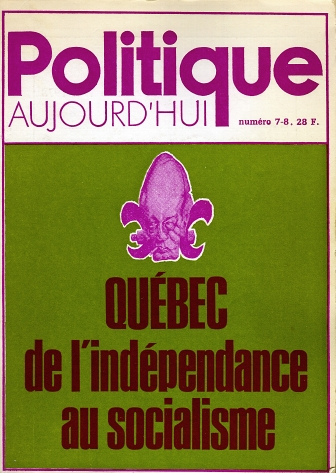 Politique
AUJOURD'HUI
numéro 7-8. 28 F.
QUÉBEC
de l'indépendance
au socialisme